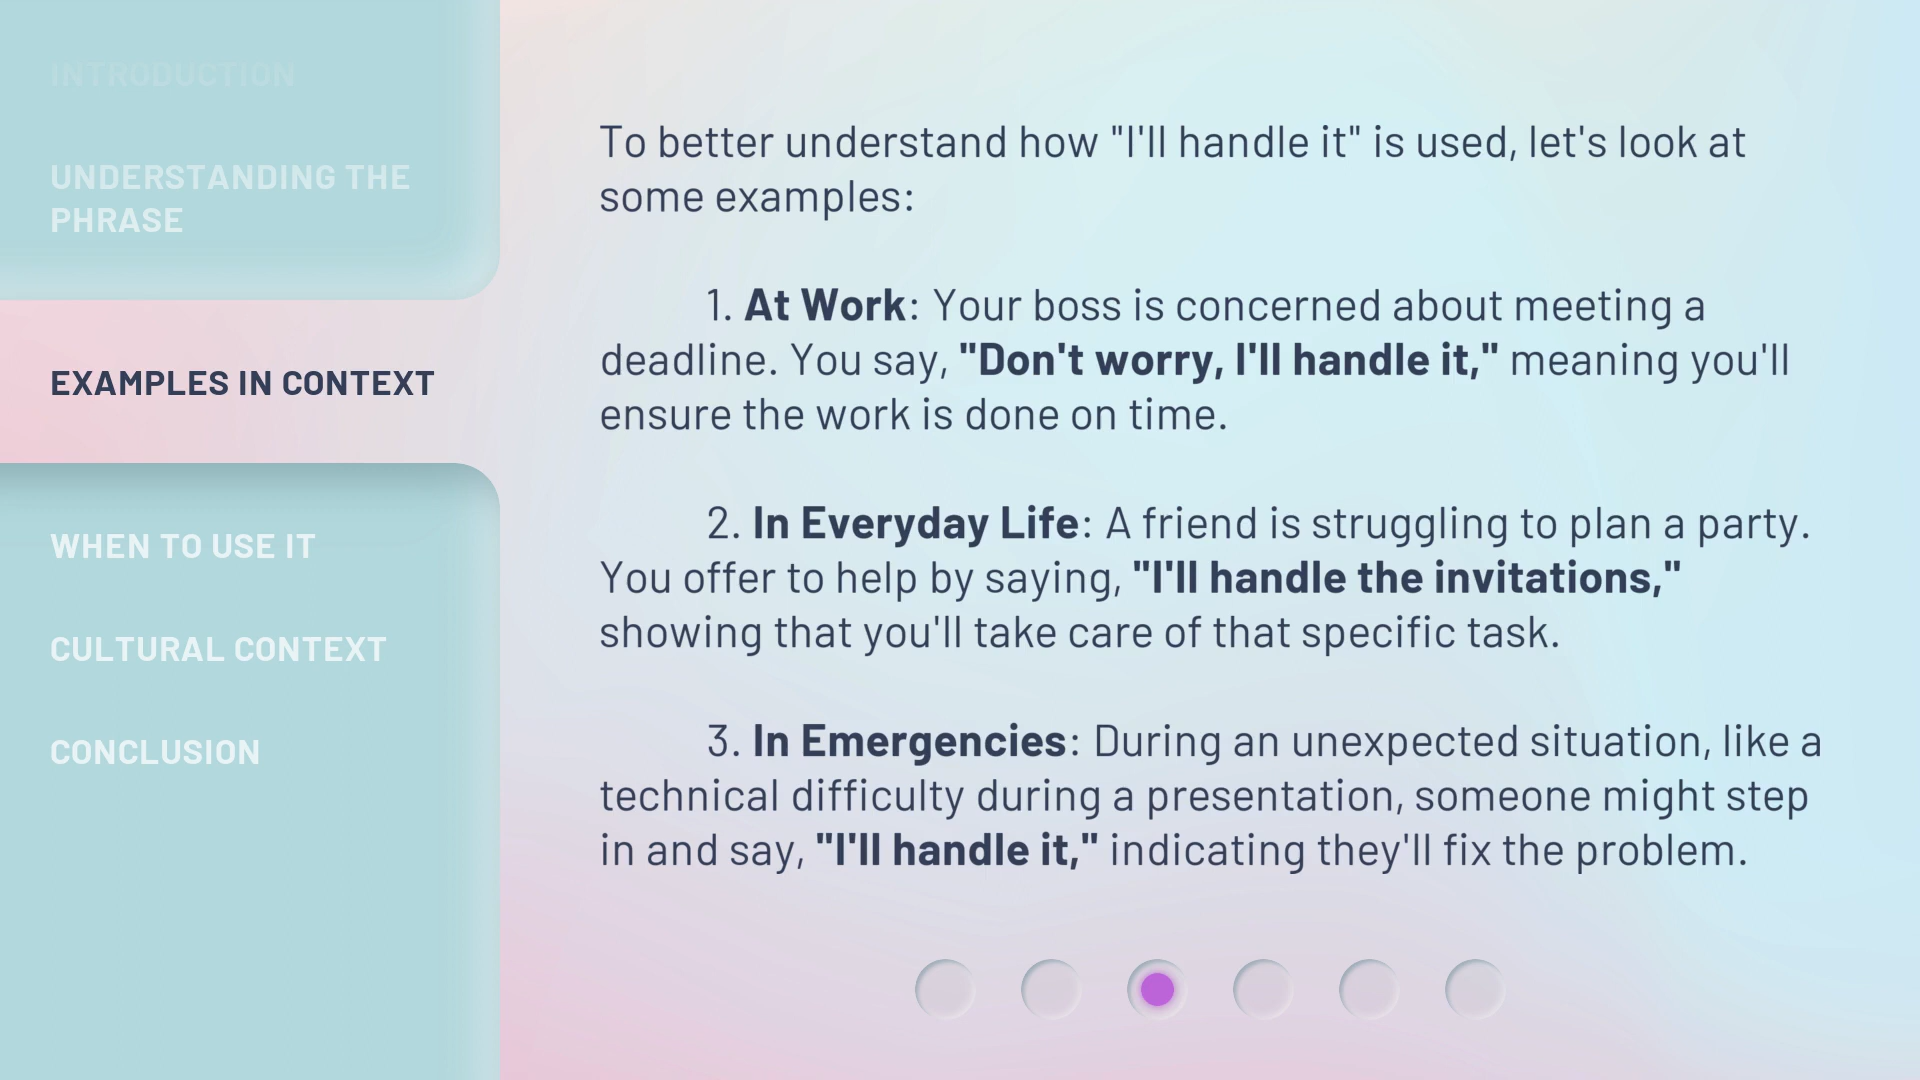 INTRODUCTION
UNDERSTANDING THE
PHRASE
EXAMPLES IN CONTEXT
WHEN TO USE IT
CULTURAL CONTEXT
CONCLUSION
To better understand how "I'll handle it" is used, let's look at
some examples:
1. At Work: Your boss is concerned about meeting a
deadline. You say, "Don't worry, I'll handle it," meaning you'll
ensure the work is done on time.
2. In Everyday Life: A friend is struggling to plan a party.
You offer to help by saying, "I'll handle the invitations,"
showing that you'll take care of that specific task.
3. In Emergencies: During an unexpected situation, like a
technical difficulty during a presentation, someone might step
in and say, "I'll handle it," indicating they'll fix the problem.